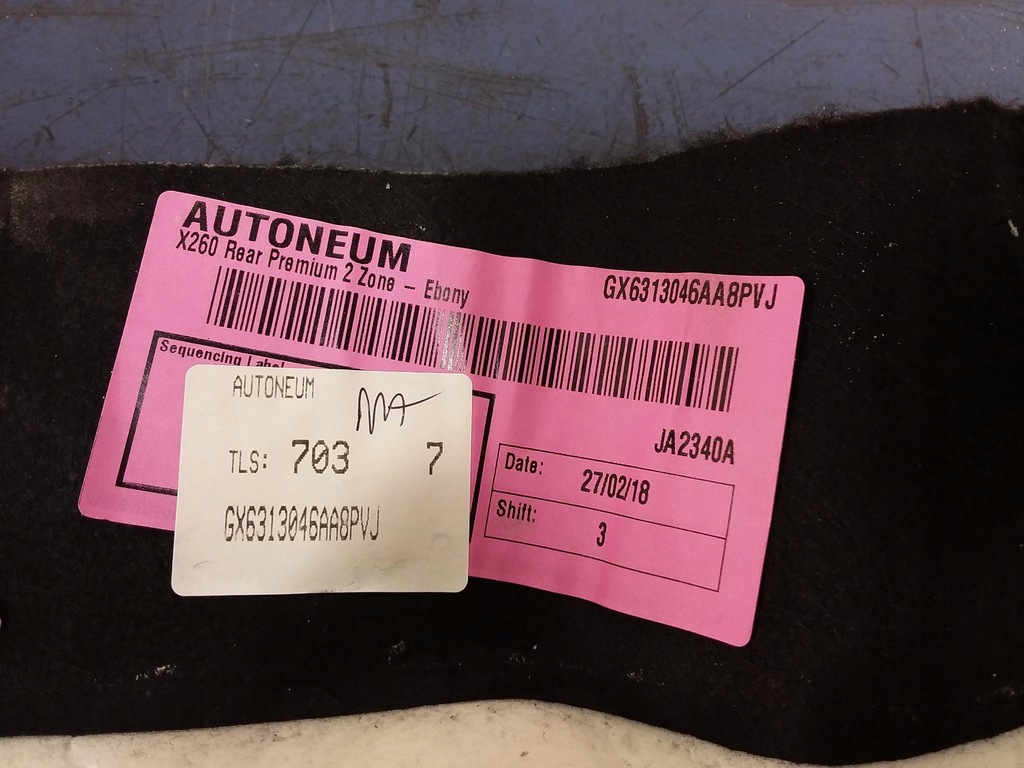 AUTONEUM
X260 Rear Premium 2 Zone – Ebony
GX6313046AA8PVJ
Sequencing Label
JA2340A
Date: 27/02/18
Shift: 3
AUTONEUM
TLS: 703 7
GX6313046AA8PVJ